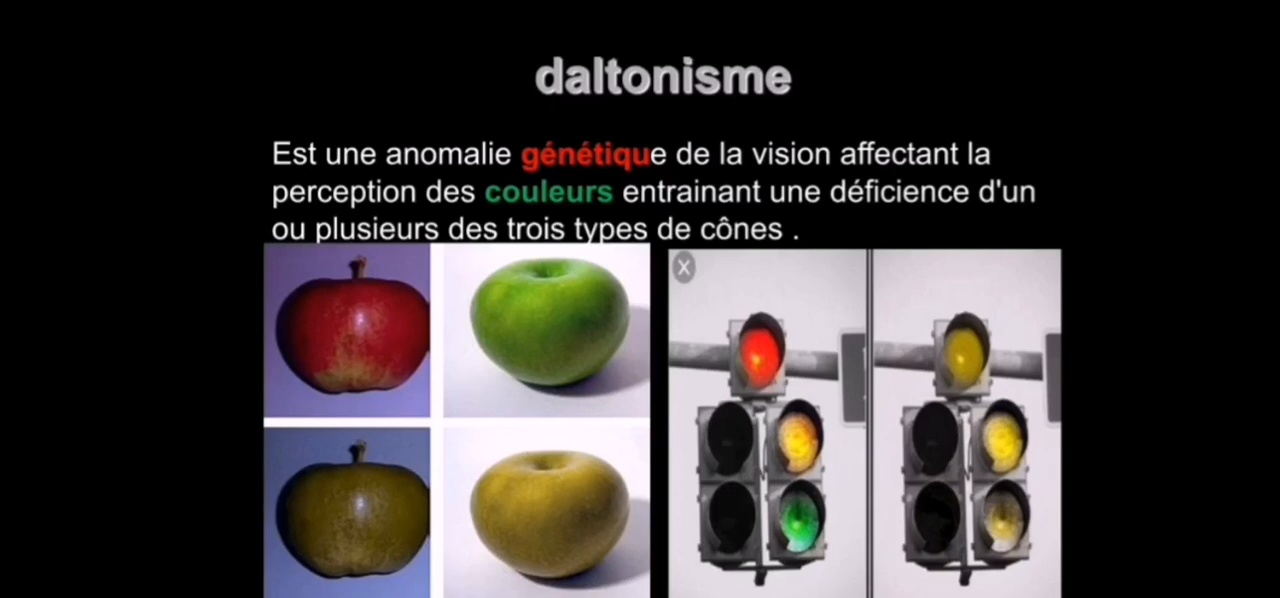 daltonisme
Est une anomalie génétique de la vision affectant la
perception des couleurs entrainant une déficience d'un
ou plusieurs des trois types de cônes .
X